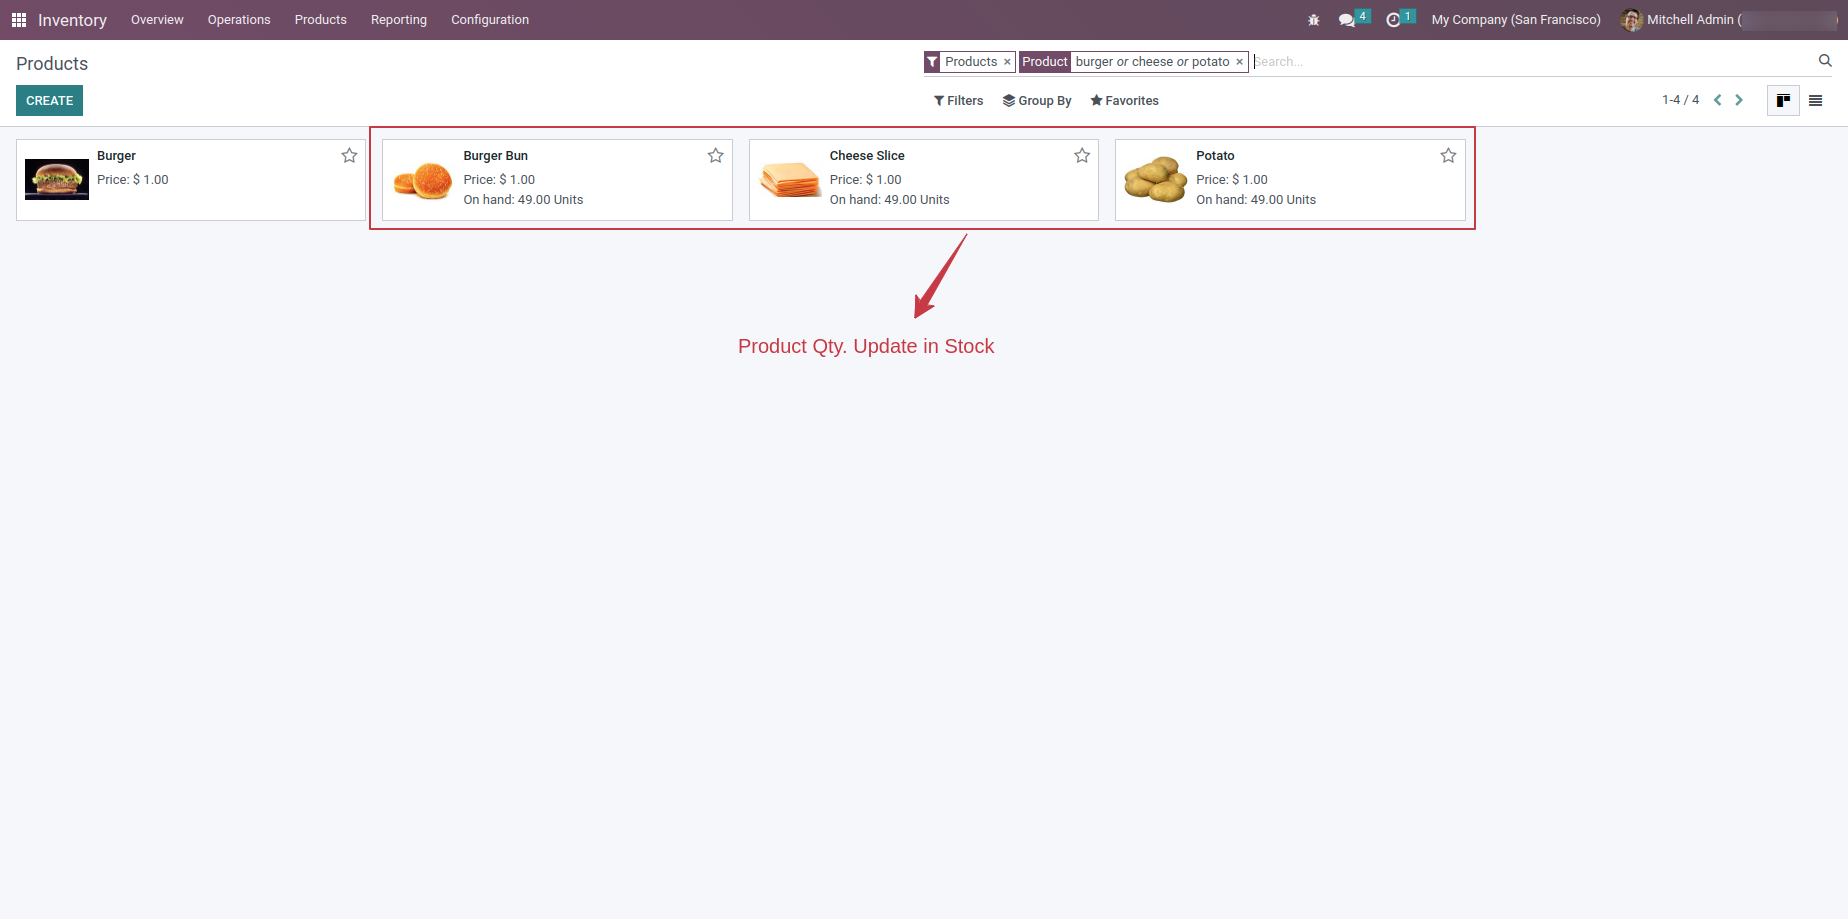 Inventory Overview Operations Products Reporting Configuration 4 1 My Company (San Francisco) Mitchell Admin (
Products
Products × Product burger or cheese or potato × Search...
CREATE
Filters Group By Favorites
1-4 / 4
Burger
Price: $ 1.00
Burger Bun
Price: $ 1.00
On hand: 49.00 Units
Cheese Slice
Price: $ 1.00
On hand: 49.00 Units
Potato
Price: $ 1.00
On hand: 49.00 Units
Product Qty. Update in Stock